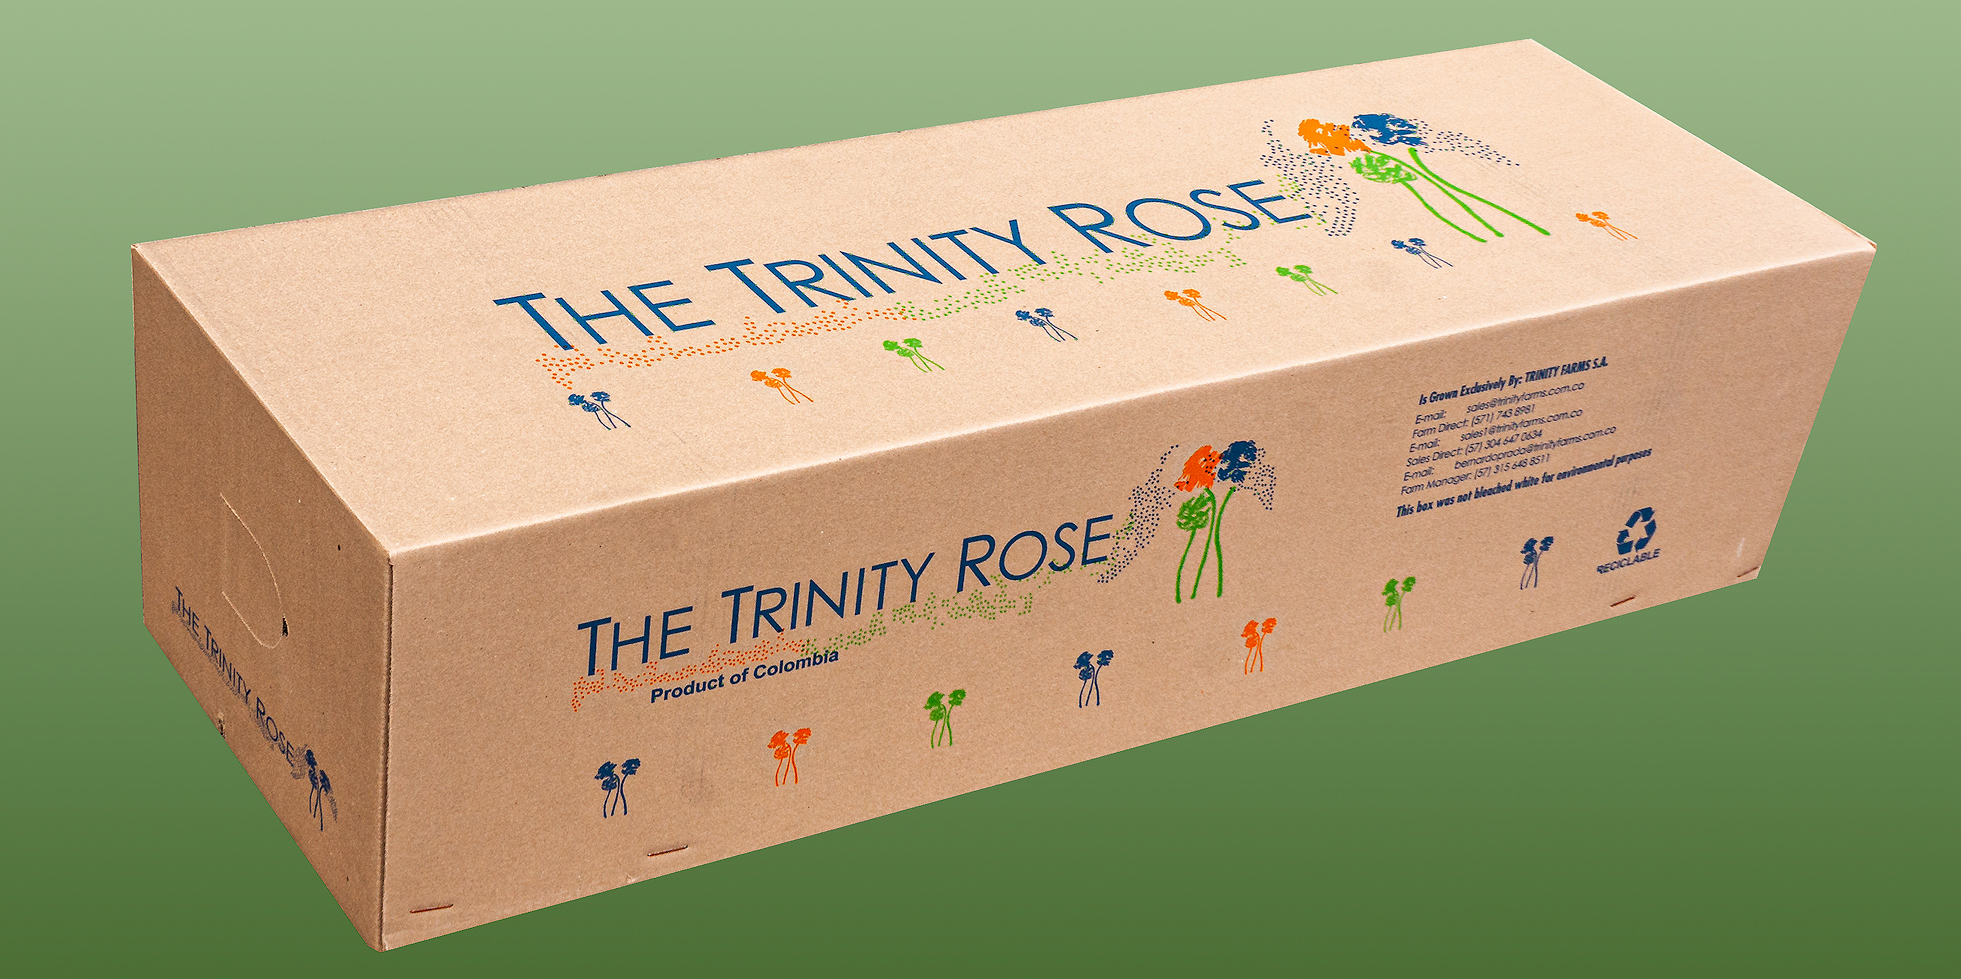 THE TRINITY ROSE
THE TRINITY ROSE
THE TRINITY ROSE
Product of Colombia
Is Grown Exclusively By: TRINITY FARMS S.A.
E-mail: sales@trinityfarms.com.co
Farm Direct: (571) 743 8981
E-mail: sales1@trinityfarms.com.co
Sales Direct: (57) 304 647 0634
E-mail: bernardoprada@trinityfarms.com.co
Farm Manager: (57) 315 648 8511
This box was not bleached white for environmental purposes
RECICLABLE